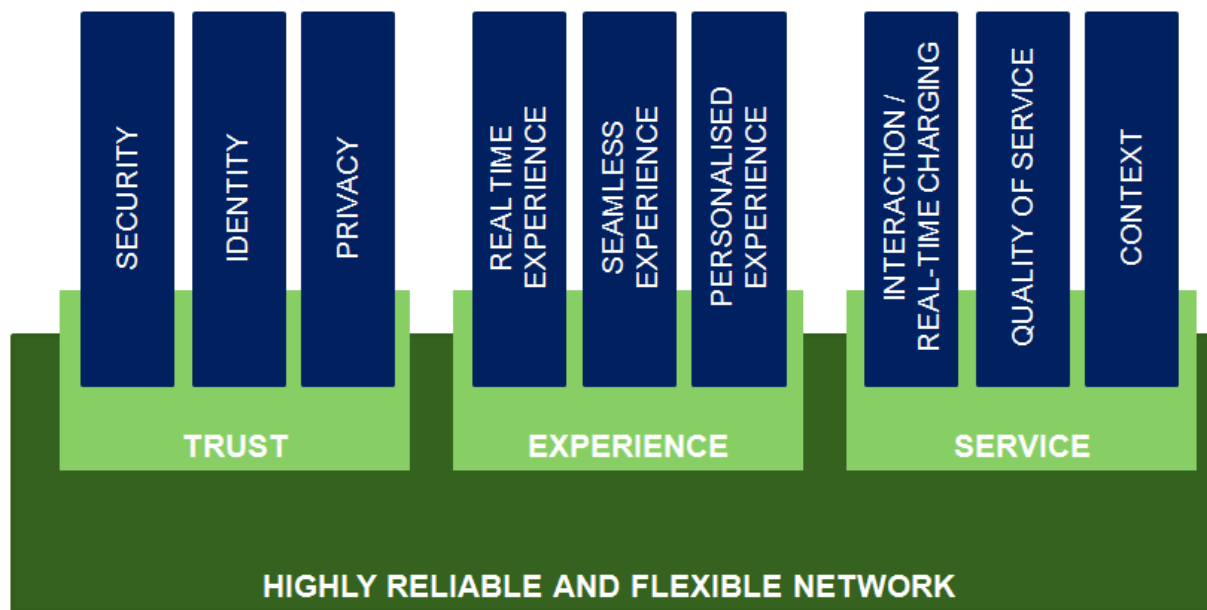 SECURITY
IDENTITY
PRIVACY
REAL TIME
EXPERIENCE
SEAMLESS
EXPERIENCE
PERSONALISED
EXPERIENCE
INTERACTION /
REAL-TIME CHARGING
QUALITY OF SERVICE
CONTEXT
TRUST
EXPERIENCE
SERVICE
HIGHLY RELIABLE AND FLEXIBLE NETWORK